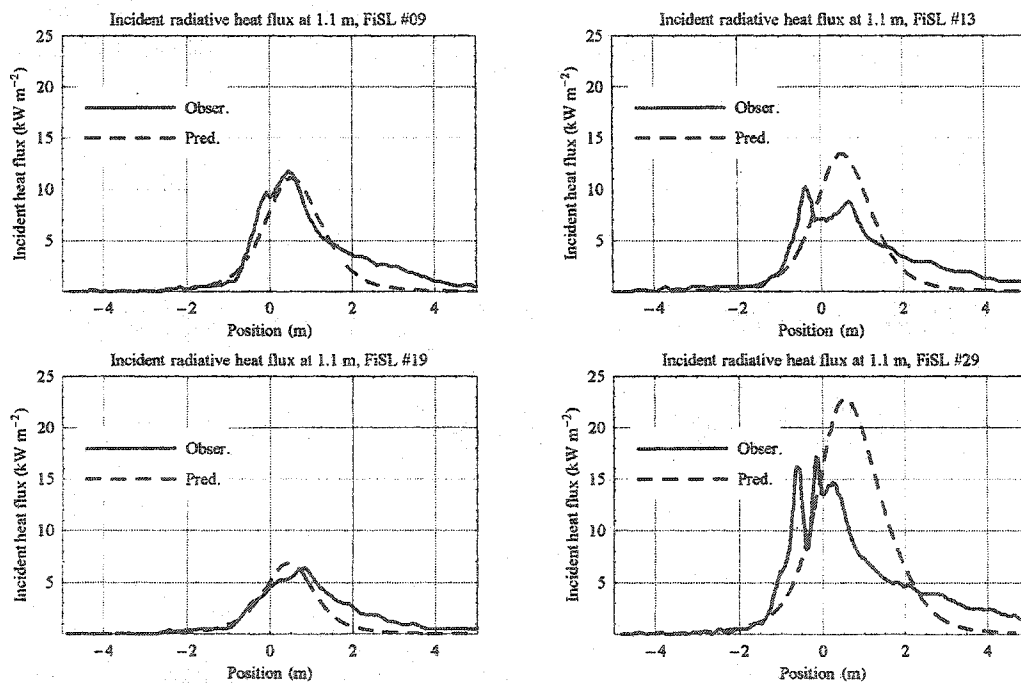 Incident radiative heat flux at 1.1 m, FiSL #09
Incident heat flux (kW m⁻²)
25
20
15
10
5
Obser.
Pred.
−4 −2 0 2 4
Position (m)
Incident radiative heat flux at 1.1 m, FiSL #13
Incident heat flux (kW m⁻²)
25
20
15
10
5
Obser.
Pred.
−4 −2 0 2 4
Position (m)
Incident radiative heat flux at 1.1 m, FiSL #19
Incident heat flux (kW m⁻²)
25
20
15
10
5
Obser.
Pred.
−4 −2 0 2 4
Position (m)
Incident radiative heat flux at 1.1 m, FiSL #29
Incident heat flux (kW m⁻²)
25
20
15
10
5
Obser.
Pred.
−4 −2 0 2 4
Position (m)